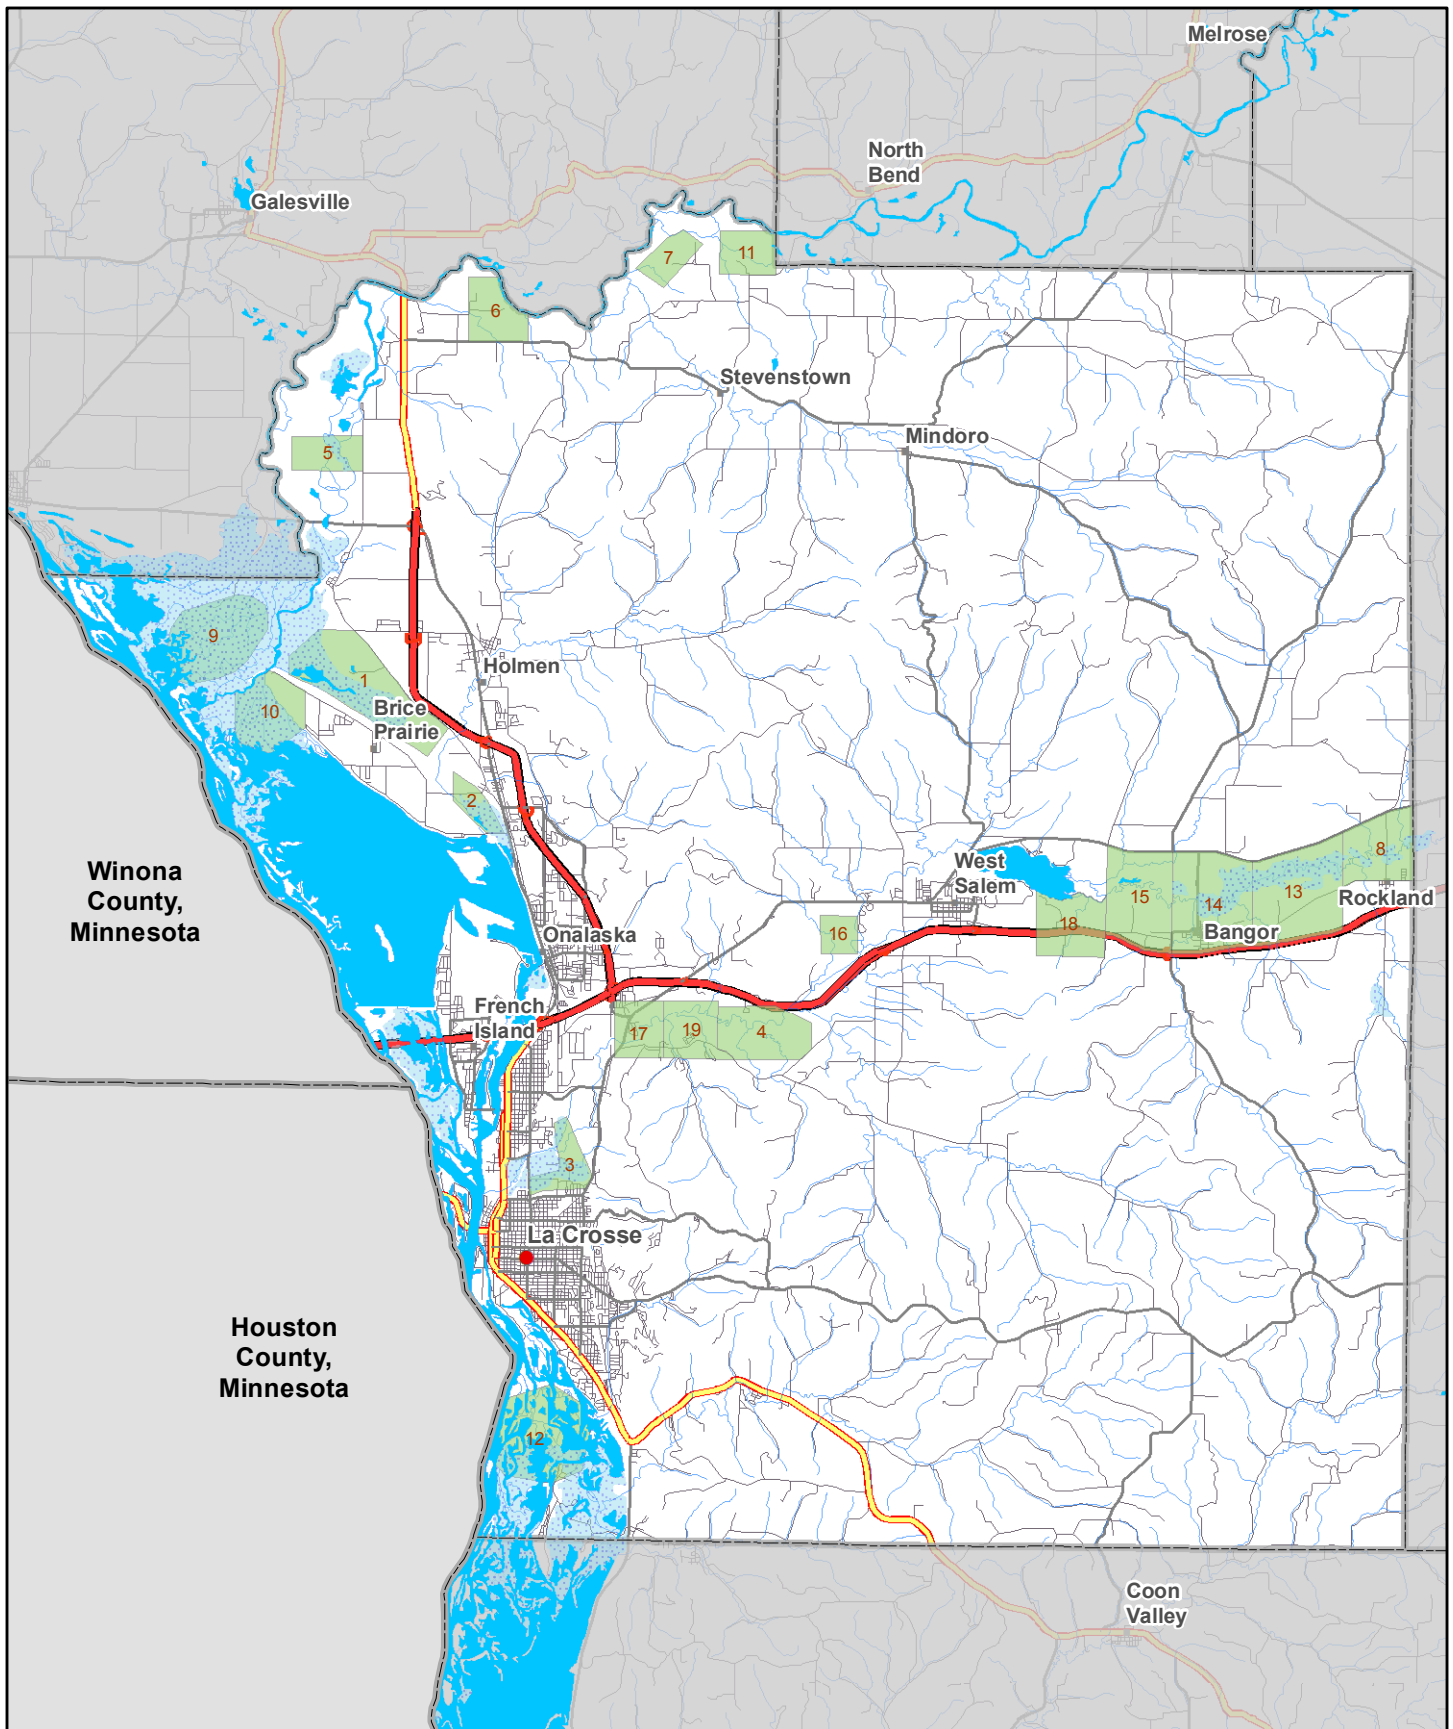 Melrose
North
Bend
Galesville
7
11
6
Stevenstown
Mindoro
5
9
1
Holmen
10
Brice
Prairie
2
Winona
County,
Minnesota
West
Salem
8
15
13
14
Rockland
16
18
Bangor
Onalaska
French
Island
17
19
4
3
La Crosse
Houston
County,
Minnesota
12
Coon
Valley